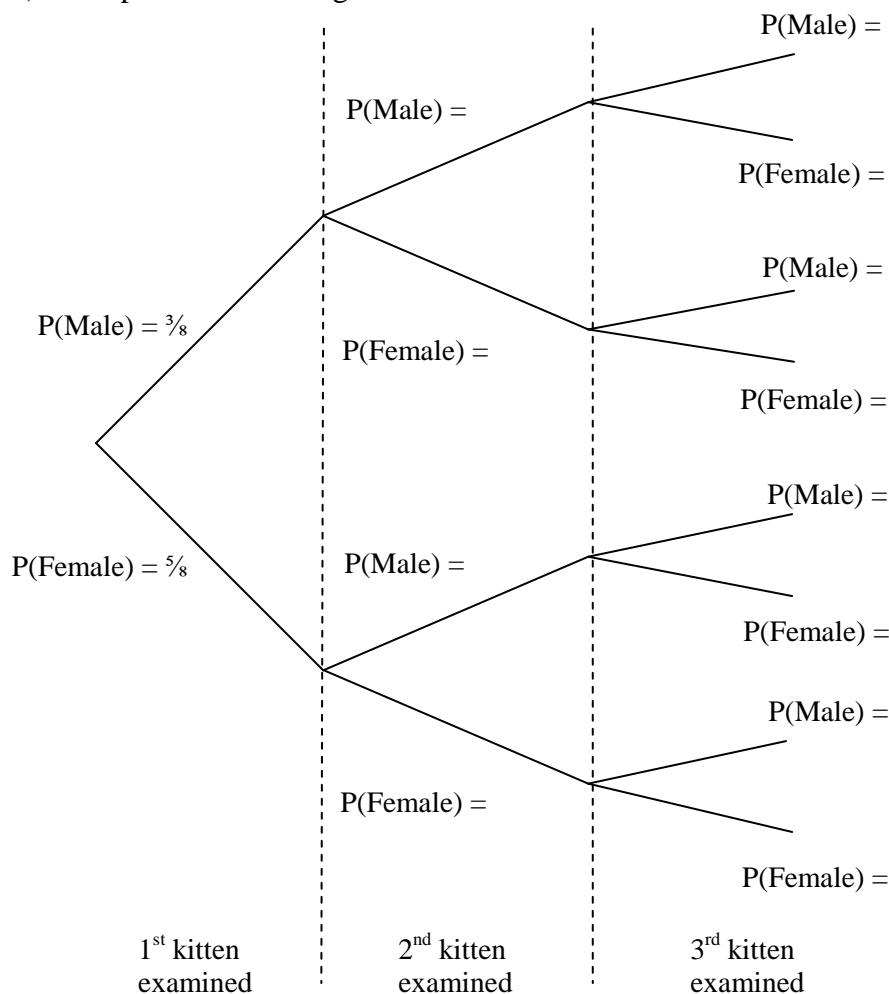 P(Male) =
P(Male) =
P(Female) =
P(Male) =
P(Male) = ⅜
P(Female) =
P(Female) =
P(Male) =
P(Female) = ⅝
P(Male) =
P(Female) =
P(Male) =
P(Female) =
P(Female) =
1st kitten
examined
2nd kitten
examined
3rd kitten
examined